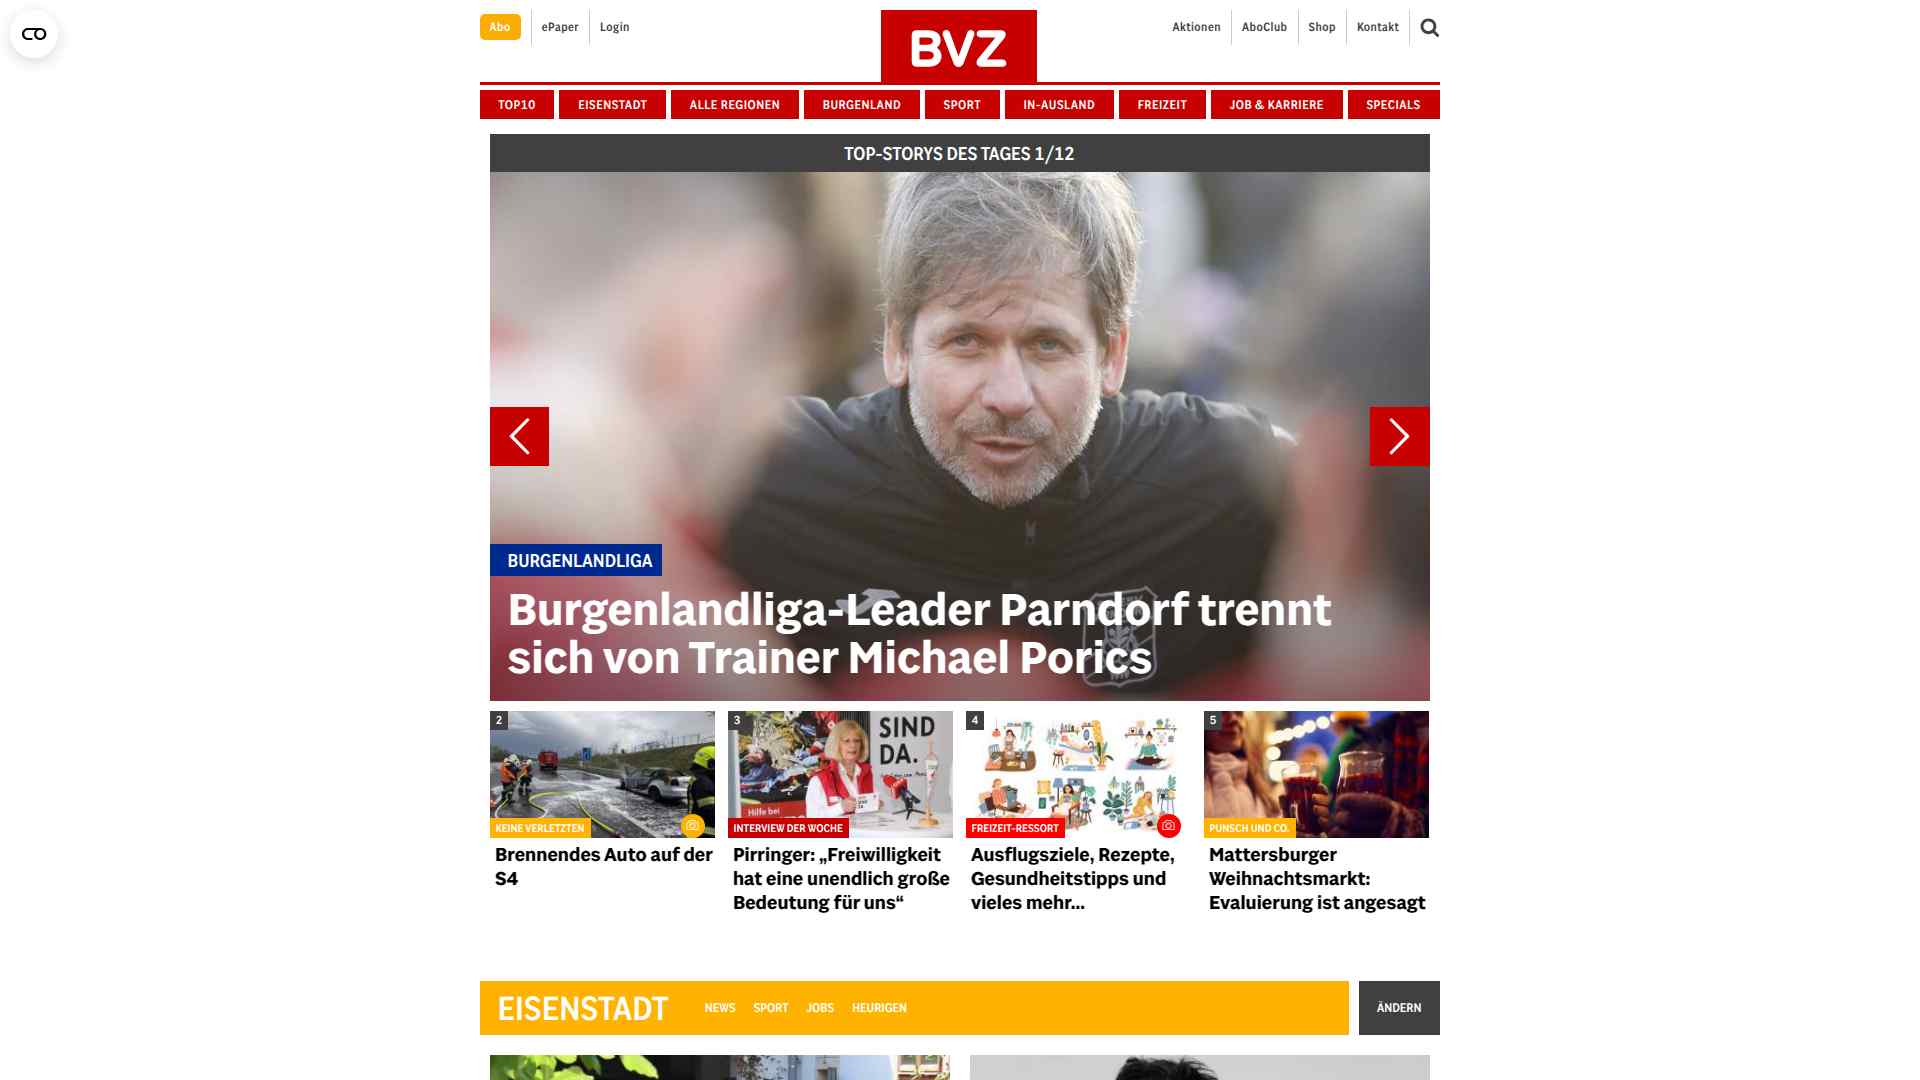 Abo
ePaper
Login
BVZ
Aktionen
AboClub
Shop
Kontakt
TOP10
EISENSTADT
ALLE REGIONEN
BURGENLAND
SPORT
IN-AUSLAND
FREIZEIT
JOB & KARRIERE
SPECIALS
TOP-STORYS DES TAGES 1/12
BURGENLANDLIGA
Burgenlandliga-Leader Parndorf trennt
sich von Trainer Michael Porics
2
KEINE VERLETZTEN
Brennendes Auto auf der
S4
3
SIND
DA.
Hilfe bei
INTERVIEW DER WOCHE
Pirringer: „Freiwilligkeit
hat eine unendlich große
Bedeutung für uns“
4
FREIZEIT-RESSORT
Ausflugsziele, Rezepte,
Gesundheitstipps und
vieles mehr...
5
PUNSCH UND CO.
Mattersburger
Weihnachtsmarkt:
Evaluierung ist angesagt
EISENSTADT
NEWS
SPORT
JOBS
HEURIGEN
ÄNDERN